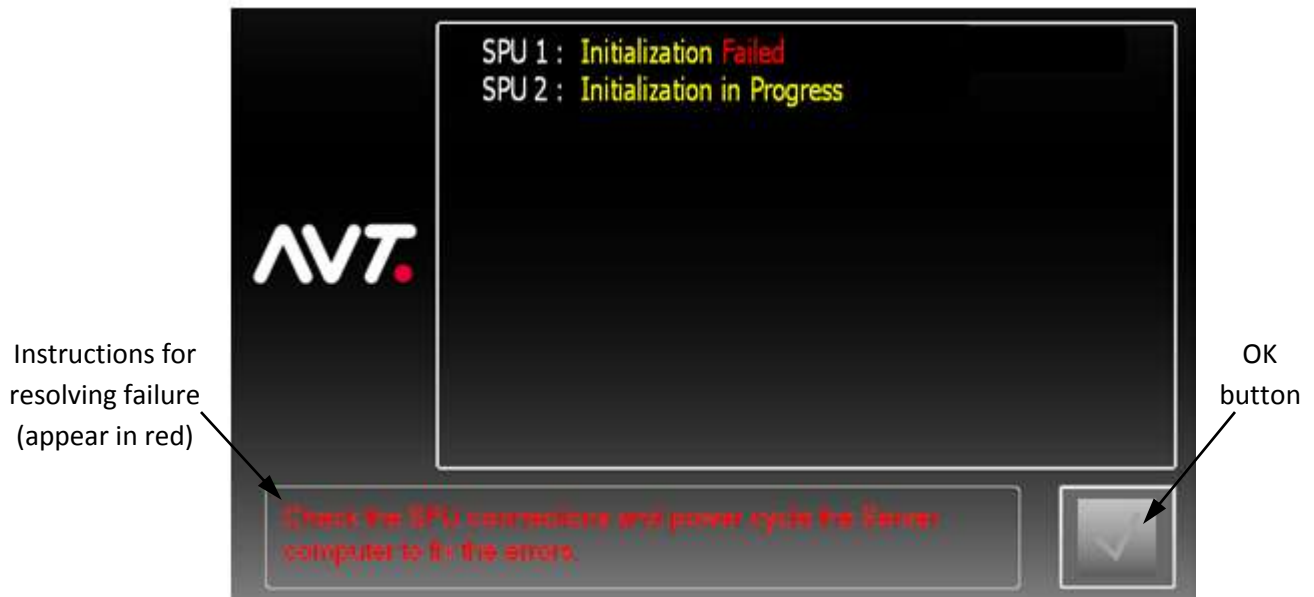 SPU 1 : Initialization Failed
SPU 2 : Initialization in Progress
AVT.
Instructions for
resolving failure
(appear in red)
OK
button
Check the SPU connections and power cycle the Server
computer to fix the errors.